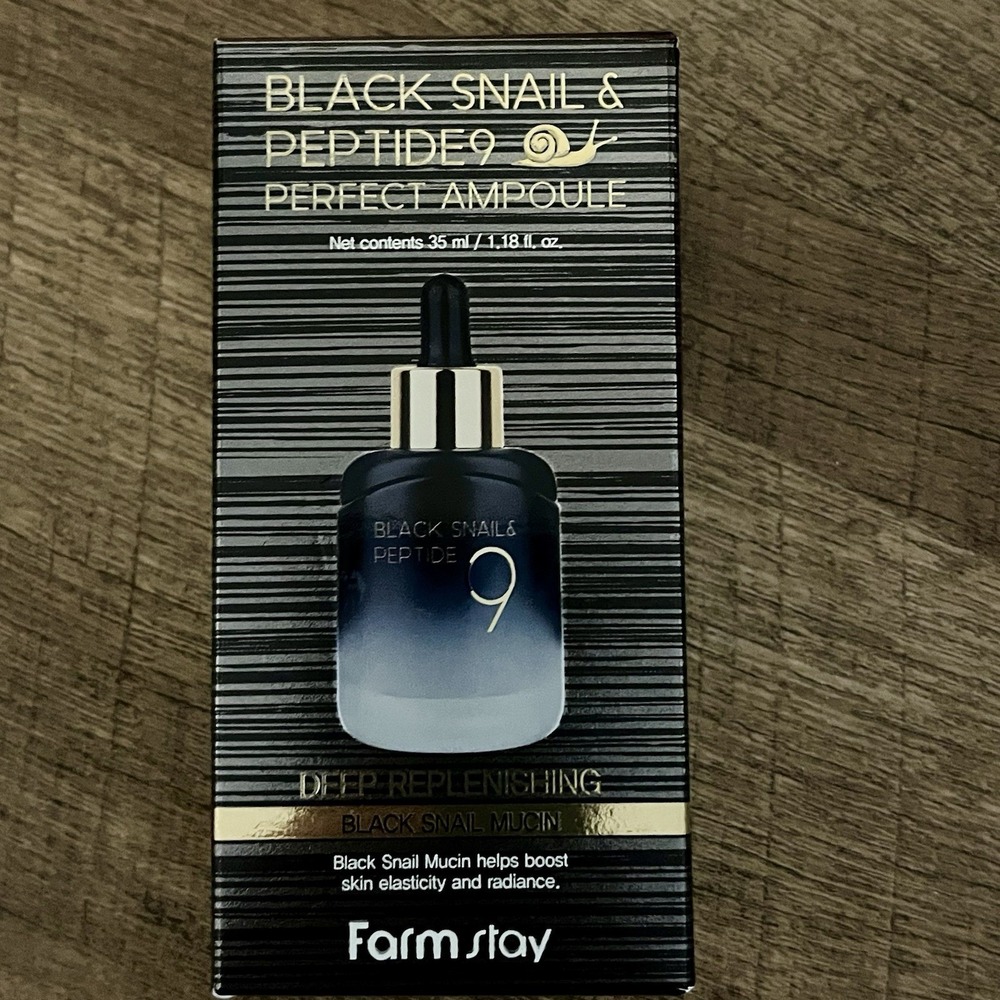 BLACK SNAIL &
PEPTIDE9
PERFECT AMPOULE
Net contents 35 ml / 1.18 fl. oz.
BLACK SNAIL&
PEPTIDE 9
DEEP REPLENISHING
BLACK SNAIL MUCIN
Black Snail Mucin helps boost
skin elasticity and radiance.
Farm stay